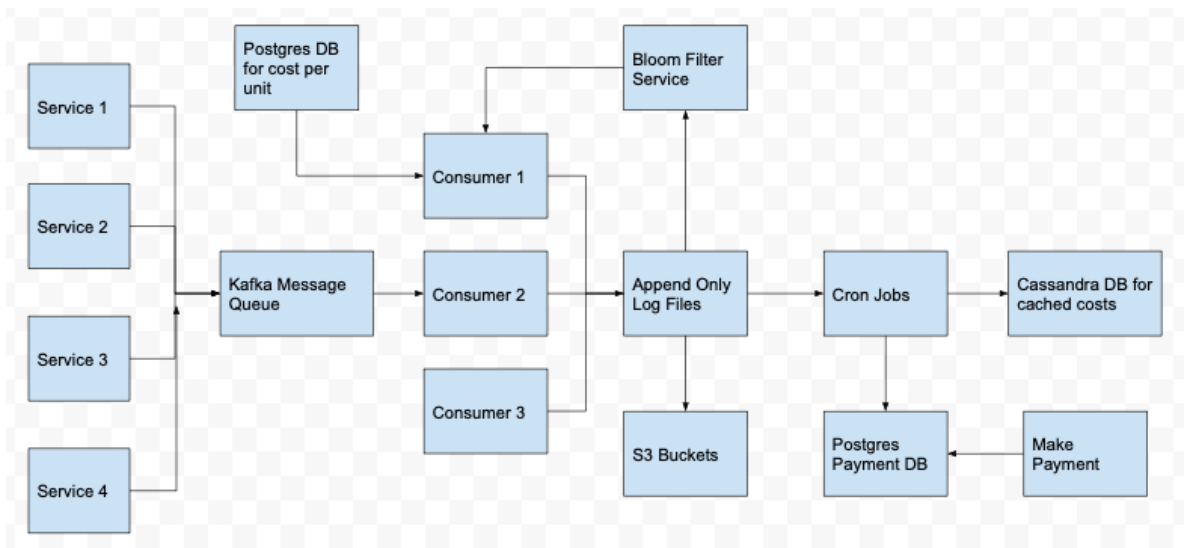 Postgres DB
for cost per
unit
Bloom Filter
Service
Service 1
Consumer 1
Service 2
Kafka Message
Queue
Consumer 2
Append Only
Log Files
Cron Jobs
Cassandra DB for
cached costs
Service 3
Consumer 3
S3 Buckets
Postgres
Payment DB
Make
Payment
Service 4